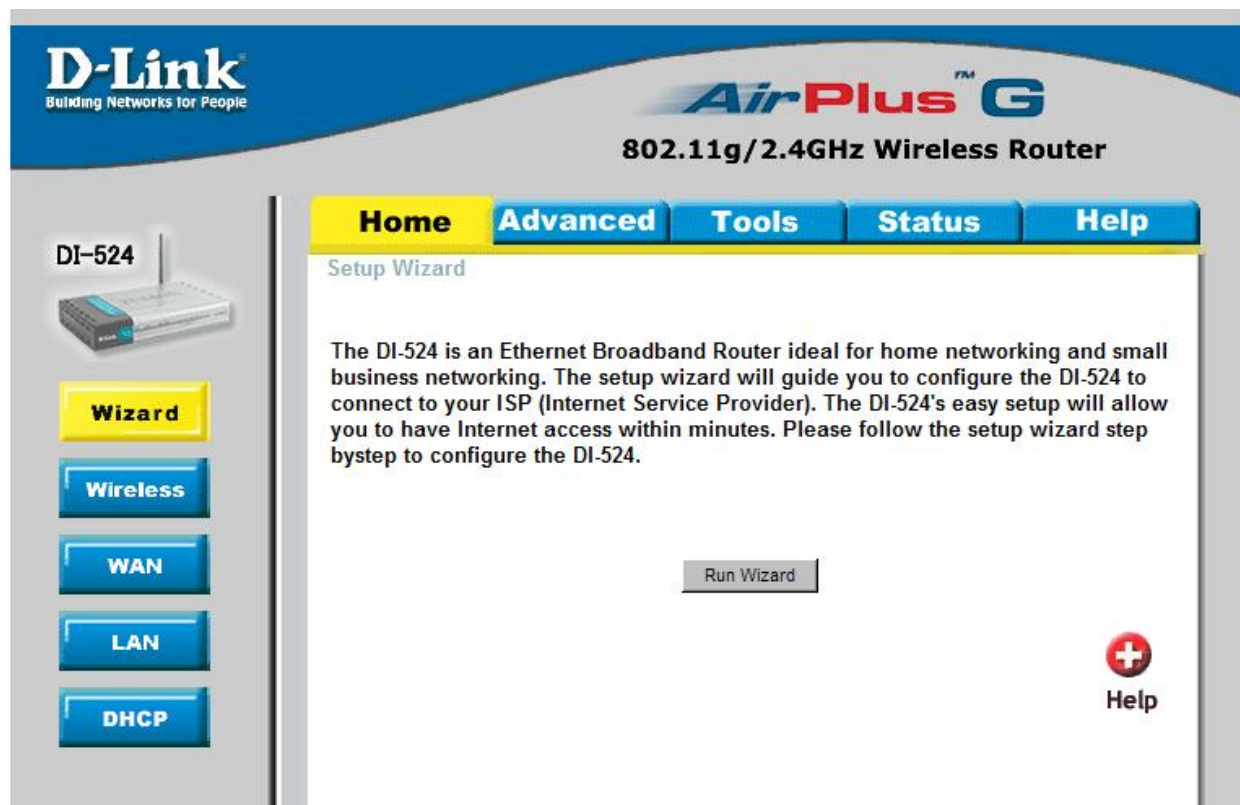 D-Link
Building Networks for People
AirPlus™ G
802.11g/2.4GHz Wireless Router
DI-524
Home
Advanced
Tools
Status
Help
Wizard
Wireless
WAN
LAN
DHCP
Setup Wizard
The DI-524 is an Ethernet Broadband Router ideal for home networking and small
business networking. The setup wizard will guide you to configure the DI-524 to
connect to your ISP (Internet Service Provider). The DI-524's easy setup will allow
you to have Internet access within minutes. Please follow the setup wizard step
bystep to configure the DI-524.
Run Wizard
Help